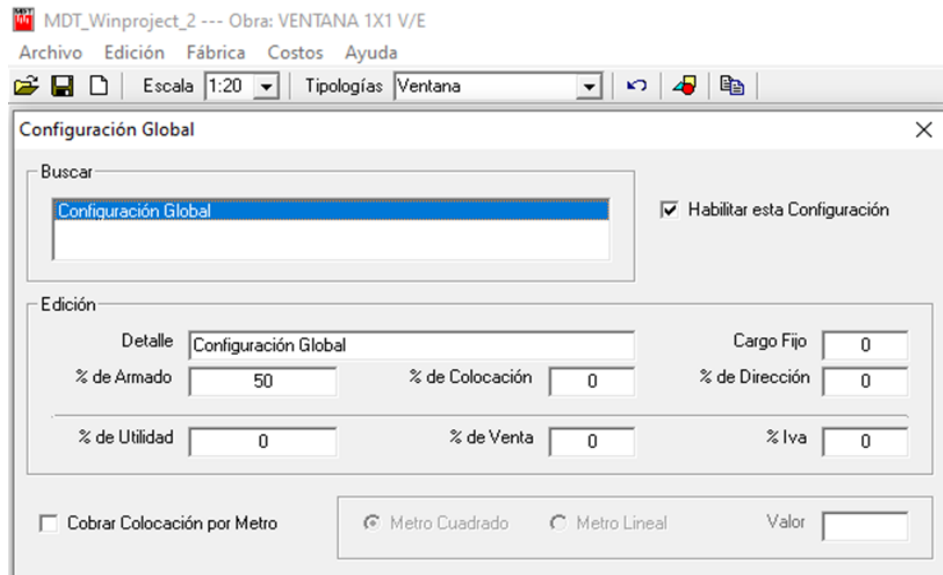 MDT_Winproject_2 --- Obra: VENTANA 1X1 V/E
Archivo Edición Fábrica Costos Ayuda
Escala 1:20 Tipologías Ventana
Configuración Global
Buscar
Configuración Global
Habilitar esta Configuración
Edición
Detalle Configuración Global Cargo Fijo 0
% de Armado 50 % de Colocación 0 % de Dirección 0
% de Utilidad 0 % de Venta 0 % Iva 0
Cobrar Colocación por Metro Metro Cuadrado Metro Lineal Valor